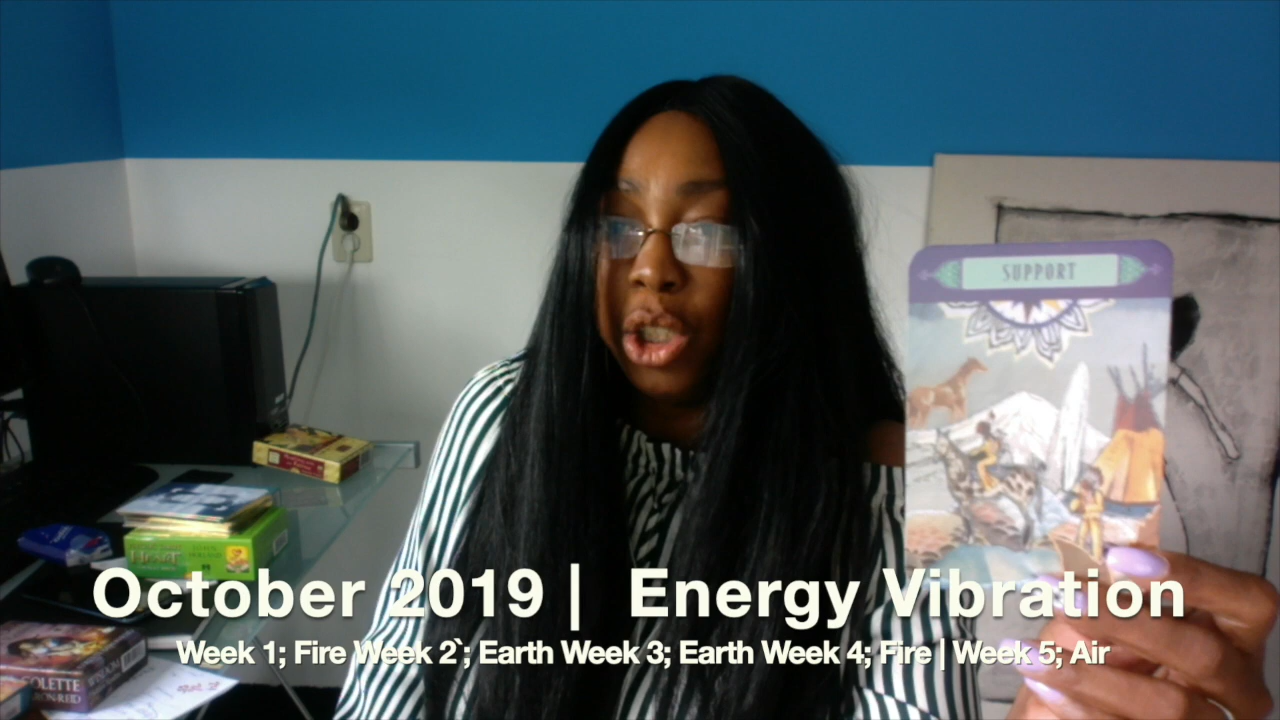 SUPPORT
October 2019 | Energy Vibration
Week 1; Fire Week 2`; Earth Week 3; Earth Week 4; Fire | Week 5; Air
COLETTE